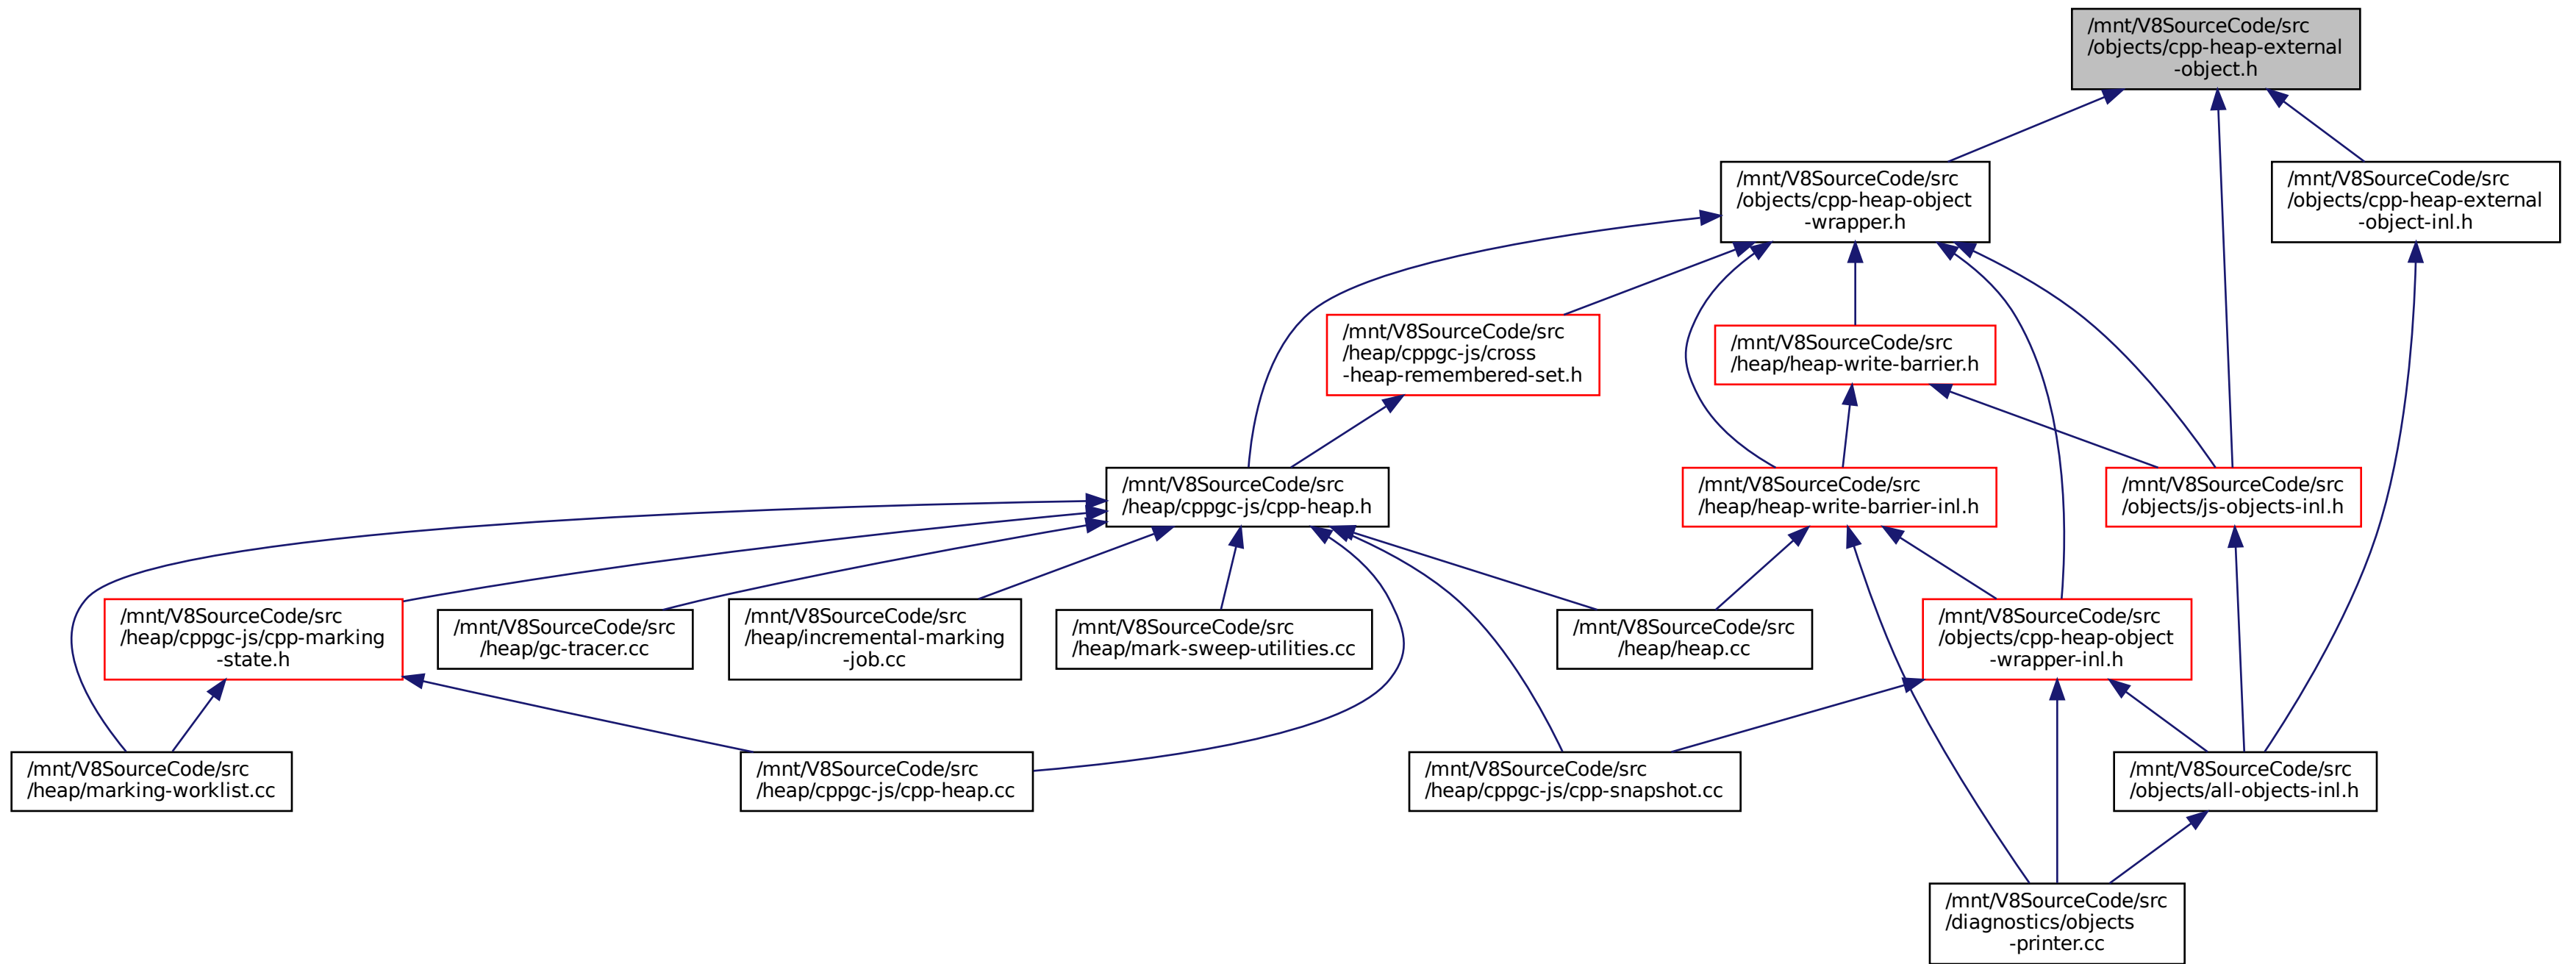 /mnt/V8SourceCode/src
/objects/cpp-heap-external
-object.h
/mnt/V8SourceCode/src
/objects/cpp-heap-object
-wrapper.h
/mnt/V8SourceCode/src
/objects/cpp-heap-external
-object-inl.h
/mnt/V8SourceCode/src
/heap/cppgc-js/cross
-heap-remembered-set.h
/mnt/V8SourceCode/src
/heap/heap-write-barrier.h
/mnt/V8SourceCode/src
/heap/cppgc-js/cpp-heap.h
/mnt/V8SourceCode/src
/heap/heap-write-barrier-inl.h
/mnt/V8SourceCode/src
/objects/js-objects-inl.h
/mnt/V8SourceCode/src
/heap/cppgc-js/cpp-marking
-state.h
/mnt/V8SourceCode/src
/heap/gc-tracer.cc
/mnt/V8SourceCode/src
/heap/incremental-marking
-job.cc
/mnt/V8SourceCode/src
/heap/mark-sweep-utilities.cc
/mnt/V8SourceCode/src
/heap/heap.cc
/mnt/V8SourceCode/src
/objects/cpp-heap-object
-wrapper-inl.h
/mnt/V8SourceCode/src
/heap/marking-worklist.cc
/mnt/V8SourceCode/src
/heap/cppgc-js/cpp-heap.cc
/mnt/V8SourceCode/src
/heap/cppgc-js/cpp-snapshot.cc
/mnt/V8SourceCode/src
/objects/all-objects-inl.h
/mnt/V8SourceCode/src
/diagnostics/objects
-printer.cc